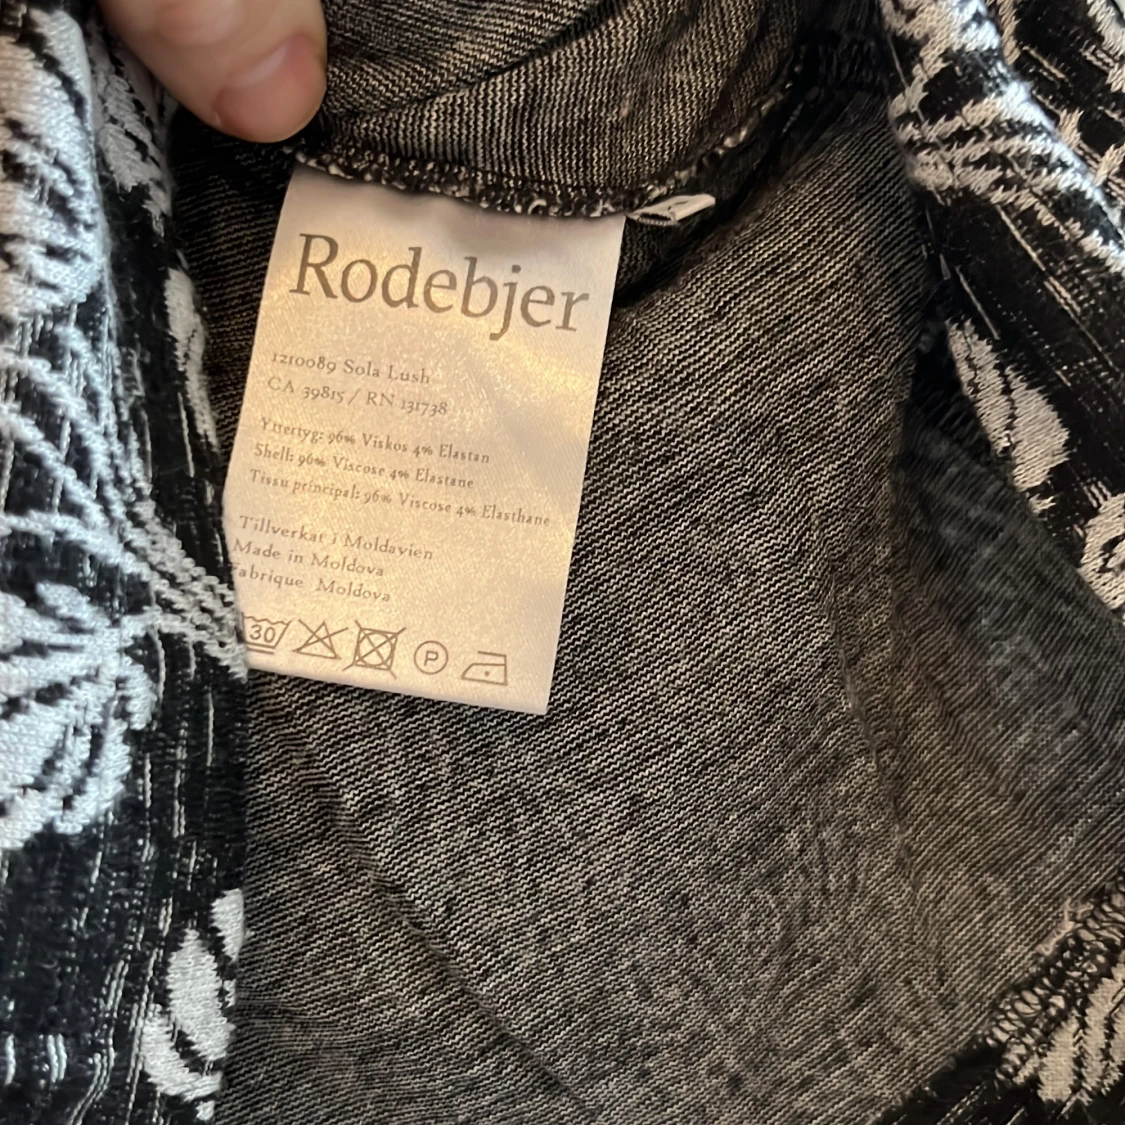 Rodebjer
1210089 Sola Lush
CA 39815 / RN 131738
Yttertyg: 96% Viskos 4% Elastan
Shell: 96% Viscose 4% Elastane
Tissu principal: 96% Viscose 4% Elasthane
Tillverkat i Moldavien
Made in Moldova
abrique Moldova
30 P